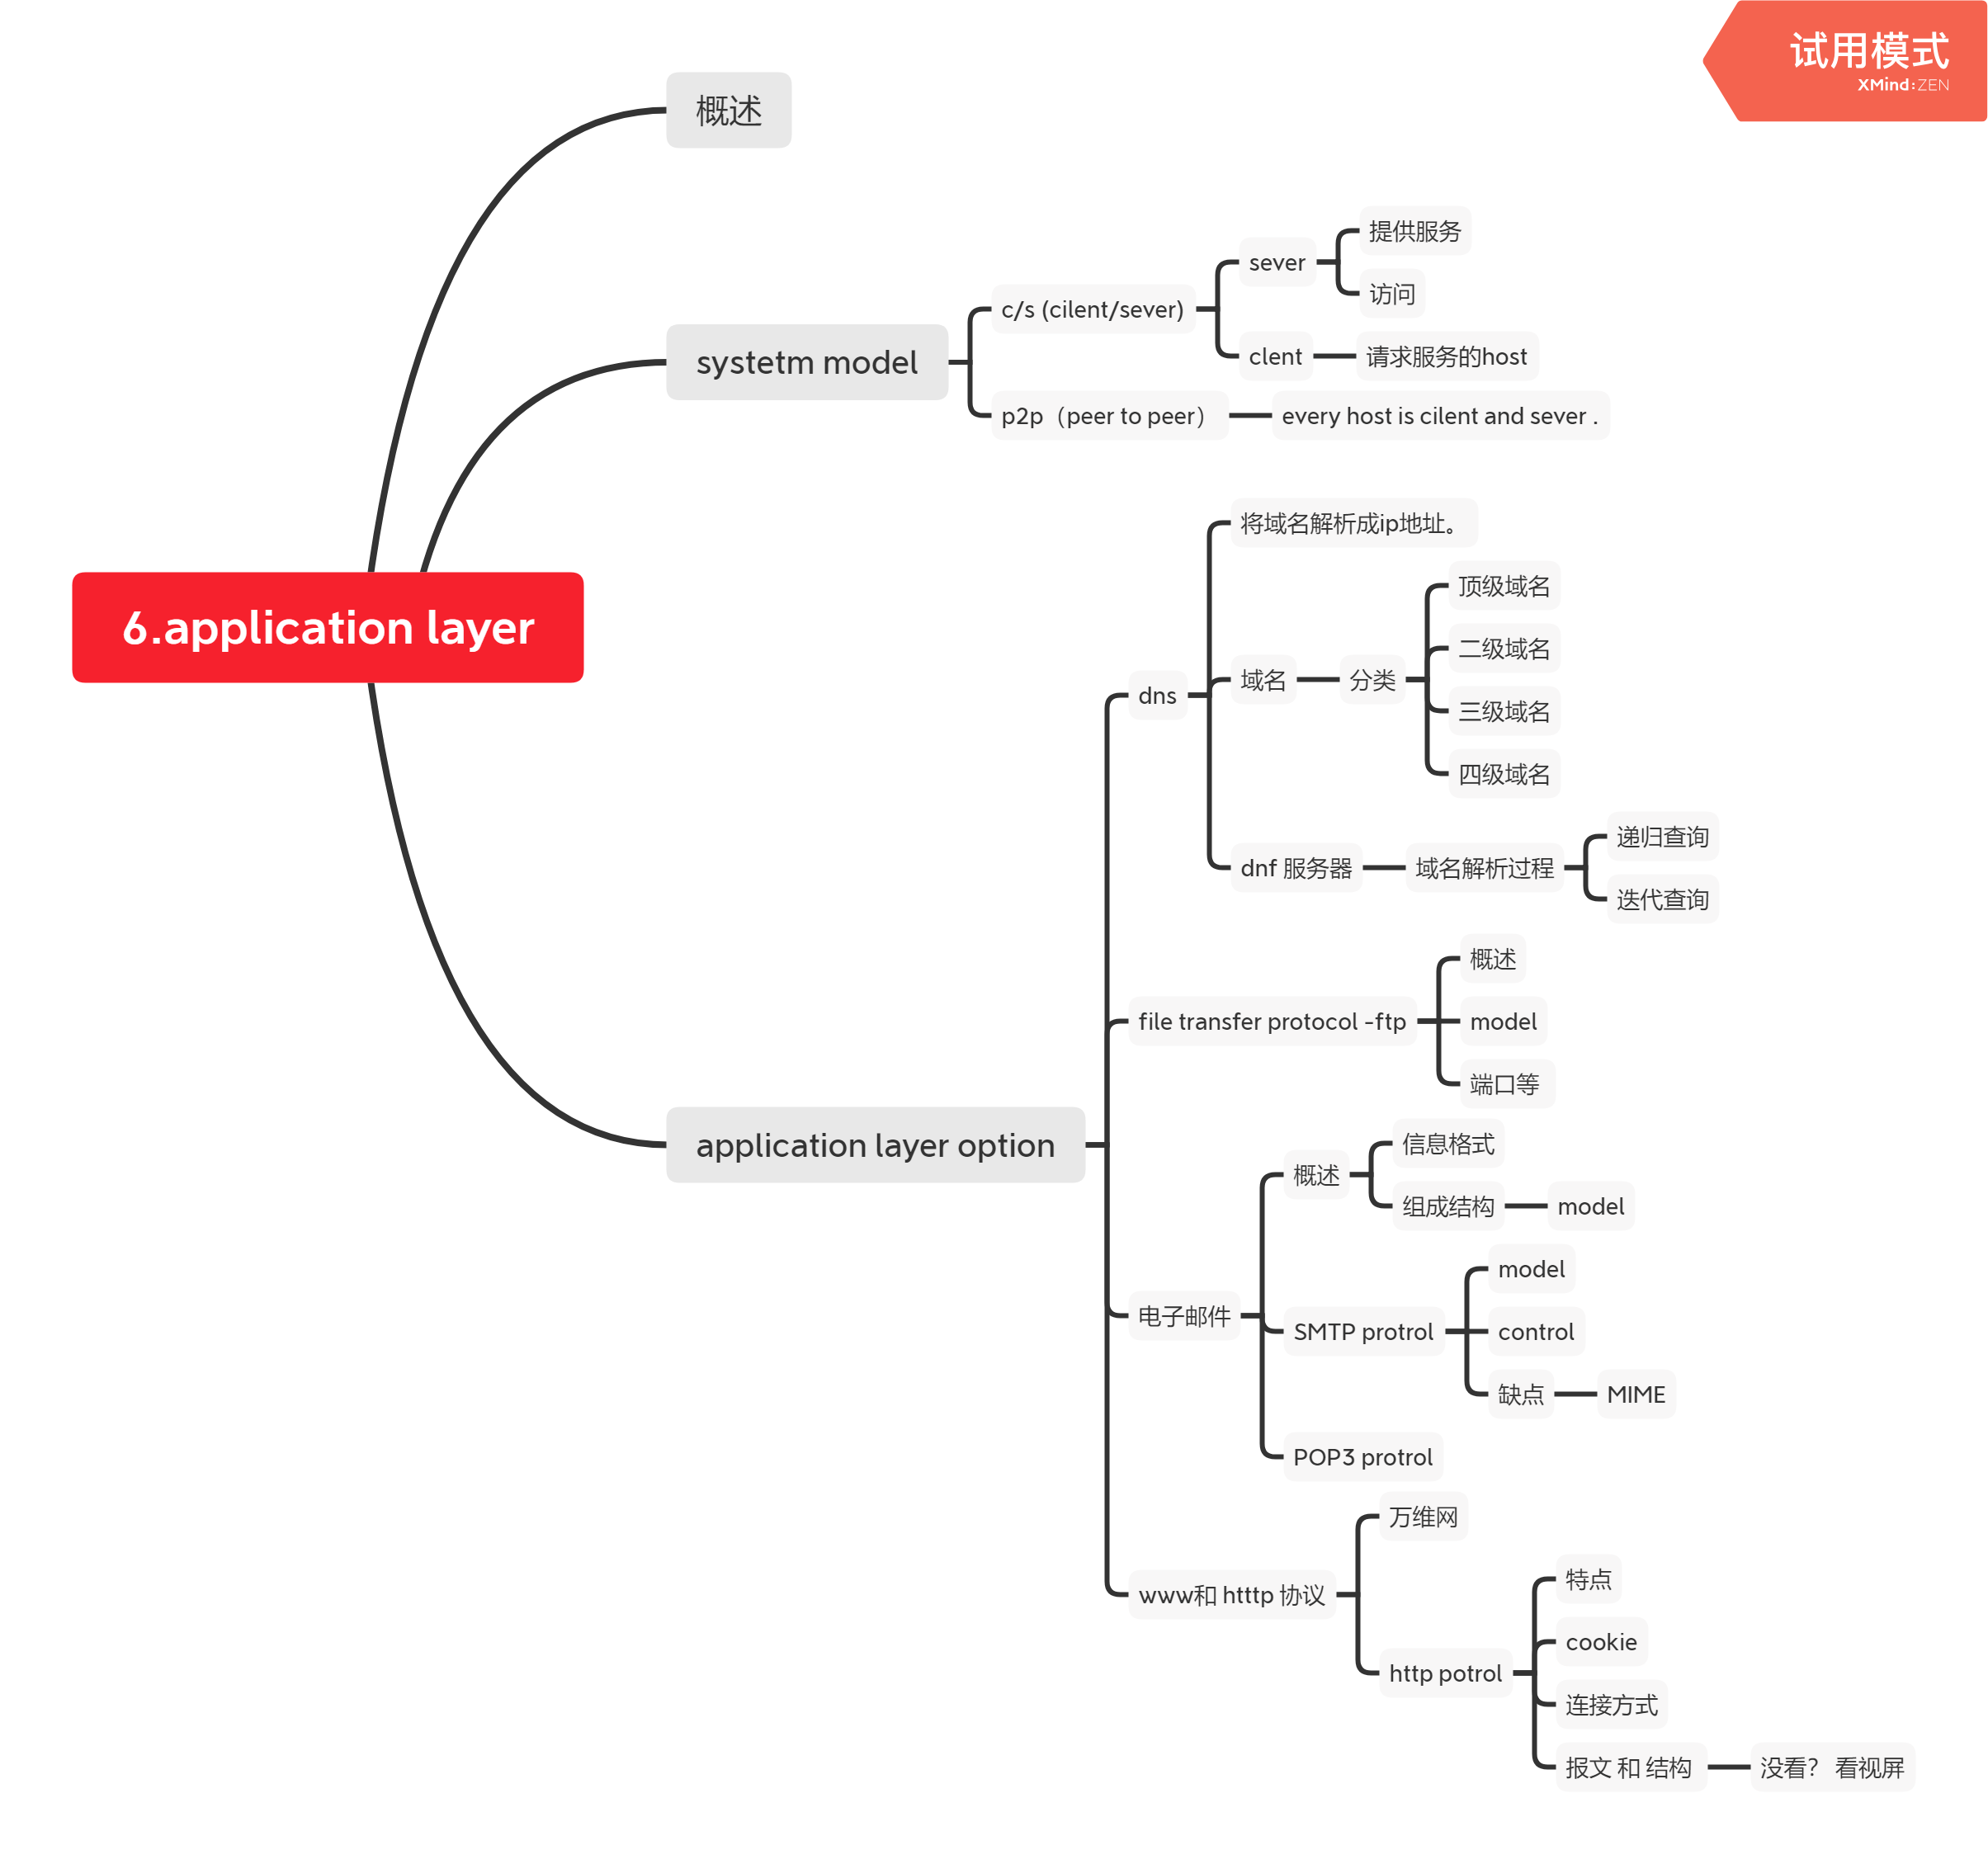 试用模式
XMind:ZEN
6.application layer
概述
systetm model
c/s (cilent/sever)
sever
提供服务
访问
clent
请求服务的host
p2p（peer to peer）
every host is cilent and sever .
application layer option
dns
将域名解析成ip地址。
域名
分类
顶级域名
二级域名
三级域名
四级域名
dnf 服务器
域名解析过程
递归查询
迭代查询
file transfer protocol -ftp
概述
model
端口等
电子邮件
概述
信息格式
组成结构
model
SMTP protrol
model
control
缺点
MIME
POP3 protrol
www和 htttp 协议
万维网
http potrol
特点
cookie
连接方式
报文 和 结构
没看？ 看视屏